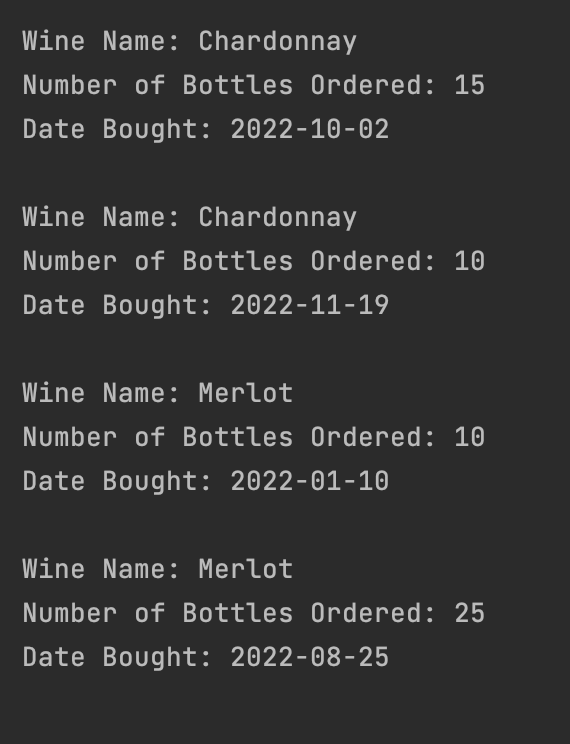 Wine Name: Chardonnay
Number of Bottles Ordered: 15
Date Bought: 2022-10-02
Wine Name: Chardonnay
Number of Bottles Ordered: 10
Date Bought: 2022-11-19
Wine Name: Merlot
Number of Bottles Ordered: 10
Date Bought: 2022-01-10
Wine Name: Merlot
Number of Bottles Ordered: 25
Date Bought: 2022-08-25